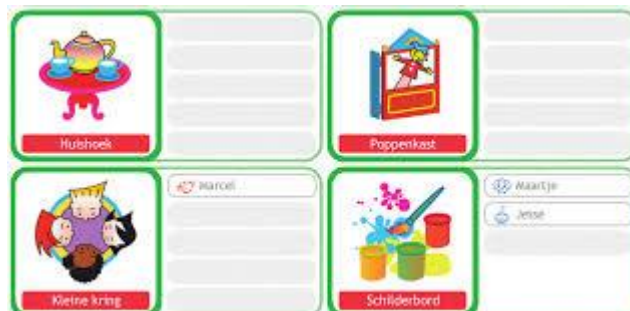 Huishoek
Poppenkast
Marcel
Kleine kring
Maartje
Jesse
Schilderbord